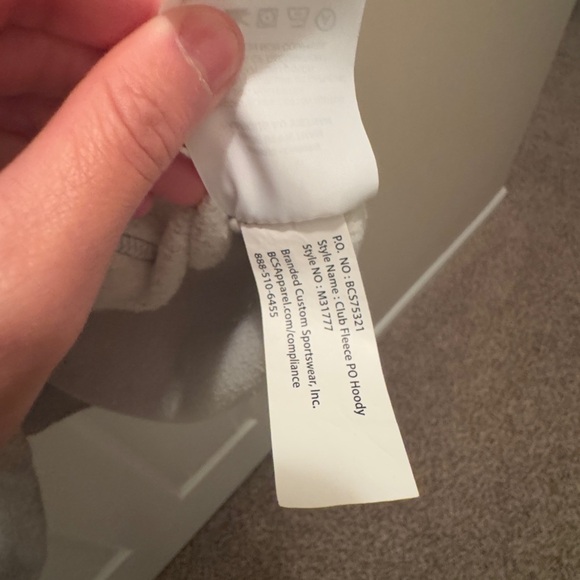 P.O. NO : BCS75321
Style Name : Club Fleece PO Hoody
Style NO : M31777
Branded Custom Sportswear, Inc.
BCSApparel.com/compliance
888-510-6455